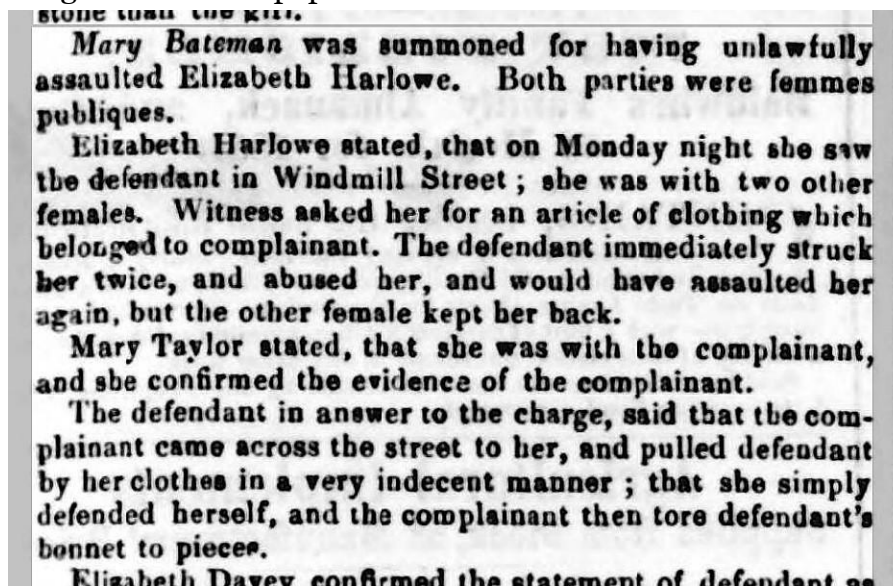 stone than the girl.
Mary Bateman was summoned for having unlawfully
assaulted Elizabeth Harlowe. Both parties were femmes
publiques.
Elizabeth Harlowe stated, that on Monday night she saw
the defendant in Windmill Street; she was with two other
females. Witness asked her for an article of clothing which
belonged to complainant. The defendant immediately struck
her twice, and abused her, and would have assaulted her
again, but the other female kept her back.
Mary Taylor stated, that she was with the complainant,
and she confirmed the evidence of the complainant.
The defendant in answer to the charge, said that the com-
plainant came across the street to her, and pulled defendant
by her clothes in a very indecent manner; that she simply
defended herself, and the complainant then tore defendant's
bonnet to pieces.
Elizabeth Davey confirmed the statement of defendant as